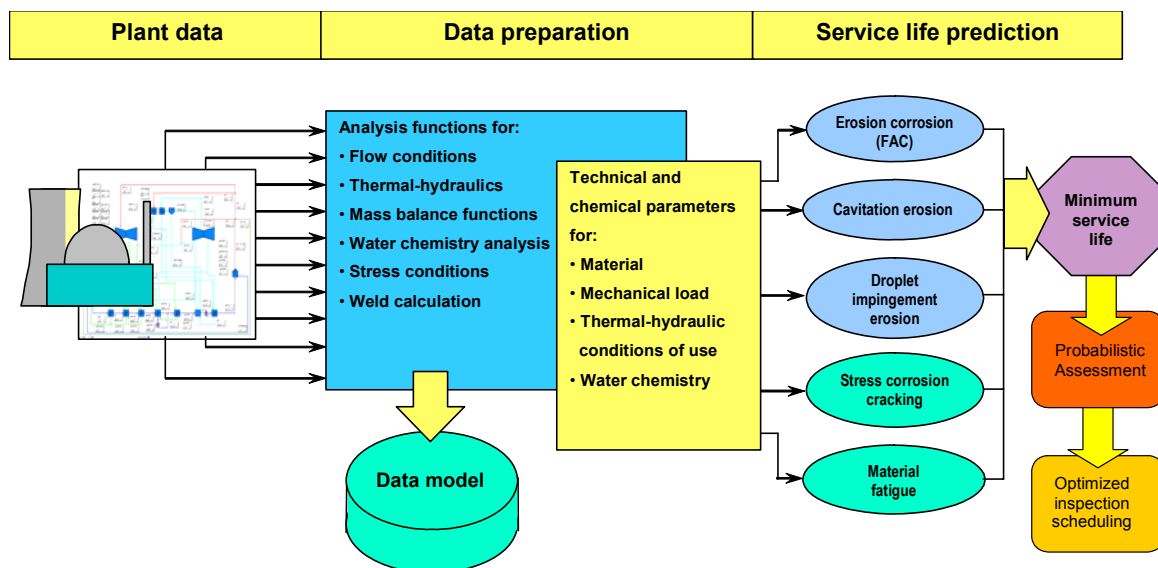 Plant data
Data preparation
Service life prediction
Analysis functions for:
• Flow conditions
• Thermal-hydraulics
• Mass balance functions
• Water chemistry analysis
• Stress conditions
• Weld calculation
Technical and
chemical parameters
for:
• Material
• Mechanical load
• Thermal-hydraulic
conditions of use
• Water chemistry
Data model
Erosion corrosion
(FAC)
Cavitation erosion
Droplet
impingement
erosion
Stress corrosion
cracking
Material
fatigue
Minimum
service
life
Probabilistic
Assessment
Optimized
inspection
scheduling